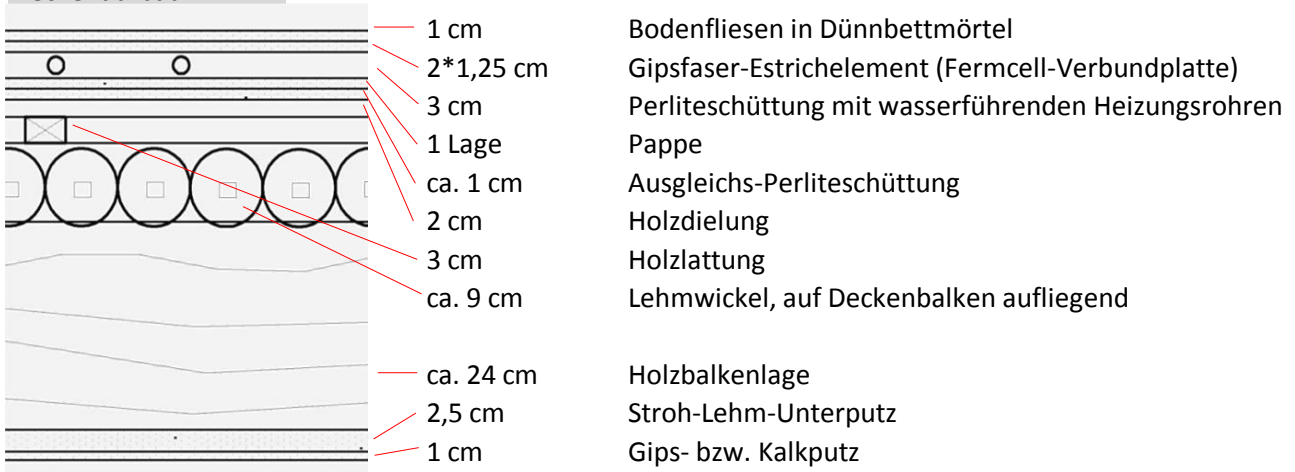 1 cm Bodenfliesen in Dünnbettmörtel
2*1,25 cm Gipsfaser-Estrichelement (Fermcell-Verbundplatte)
3 cm Perliteschüttung mit wasserführenden Heizungsrohren
1 Lage Pappe
ca. 1 cm Ausgleichs-Perliteschüttung
2 cm Holzdielung
3 cm Holzlattung
ca. 9 cm Lehmwickel, auf Deckenbalken aufliegend
ca. 24 cm Holzbalkenlage
2,5 cm Stroh-Lehm-Unterputz
1 cm Gips- bzw. Kalkputz